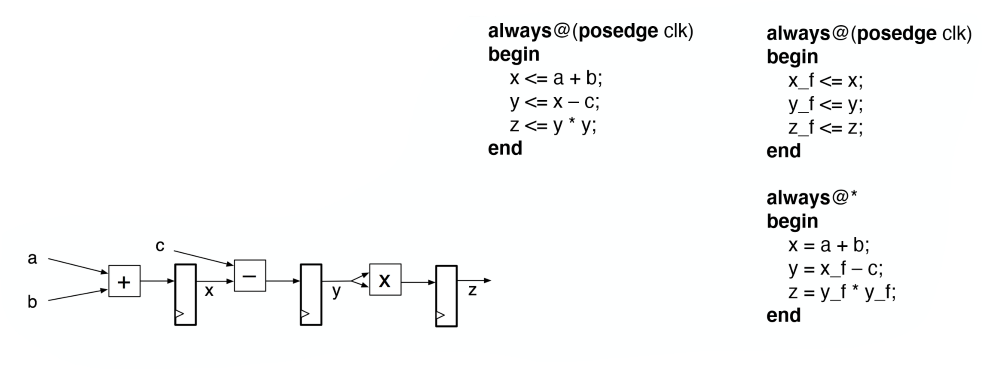 always@(posedge clk)
begin
x <= a + b;
y <= x – c;
z <= y * y;
end
always@(posedge clk)
begin
x_f <= x;
y_f <= y;
z_f <= z;
end
always@*
begin
x = a + b;
y = x_f – c;
z = y_f * y_f;
end
a
b
+
x
c
–
y
x
z